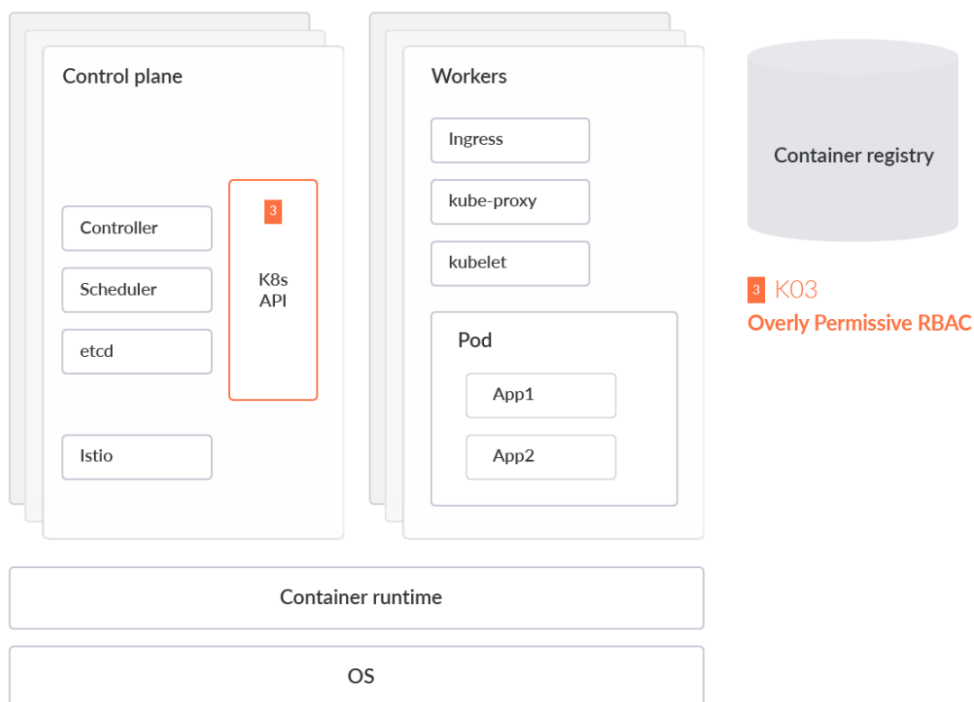 Control plane
Controller
Scheduler
etcd
Istio
3
K8s
API
Workers
Ingress
kube-proxy
kubelet
Pod
App1
App2
Container registry
3 K03
Overly Permissive RBAC
Container runtime
OS